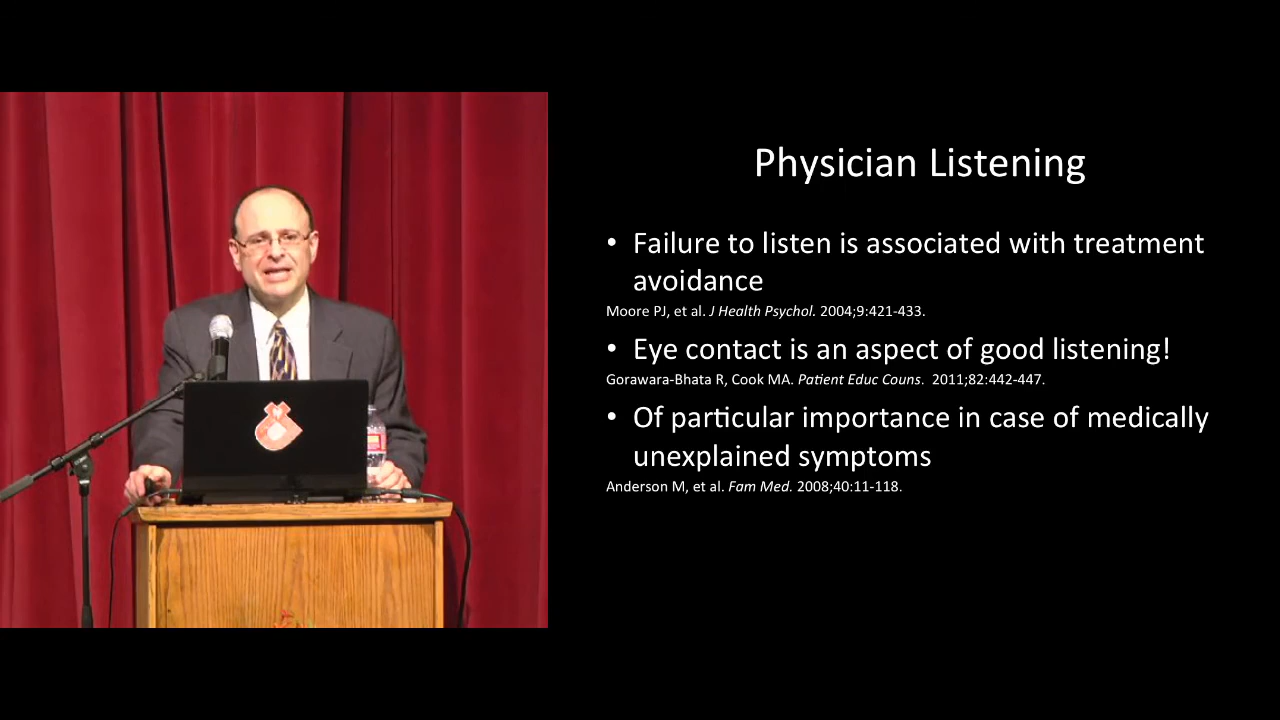 Physician Listening
• Failure to listen is associated with treatment
avoidance
Moore PJ, et al. J Health Psychol. 2004;9:421-433.
• Eye contact is an aspect of good listening!
Gorawara-Bhata R, Cook MA. Patient Educ Couns. 2011;82:442-447.
• Of particular importance in case of medically
unexplained symptoms
Anderson M, et al. Fam Med. 2008;40:11-118.